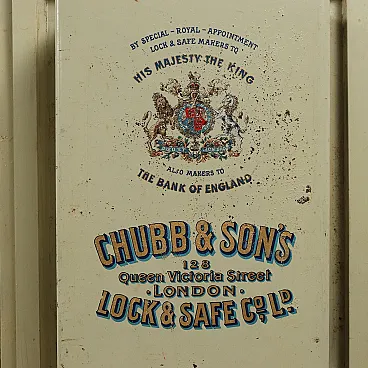 BY SPECIAL - ROYAL - APPOINTMENT
LOCK & SAFE MAKERS TO
HIS MAJESTY THE KING
ALSO MAKERS TO
THE BANK OF ENGLAND
CHUBB & SON'S
128
Queen Victoria Street
· LONDON ·
LOCK & SAFE Co. LD.